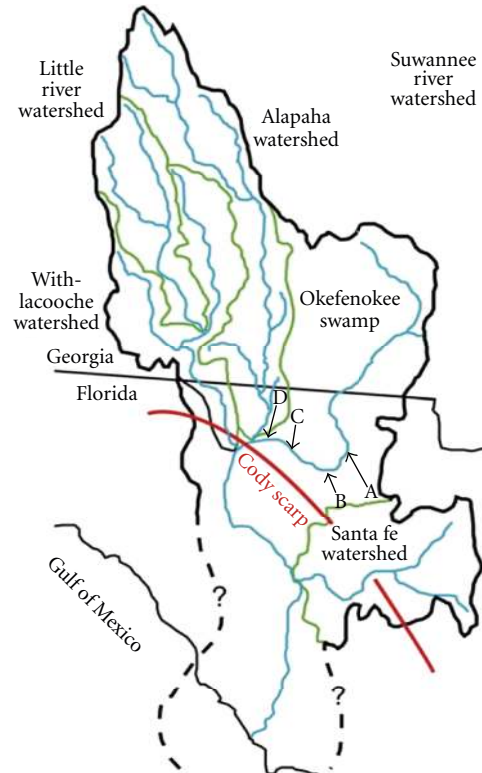 Little
river
watershed
Suwannee
river
watershed
Alapaha
watershed
With-
lacooche
watershed
Okefenokee
swamp
Georgia
Florida
D
C
B
A
Cody scarp
Santa fe
watershed
Gulf of Mexico
?
?